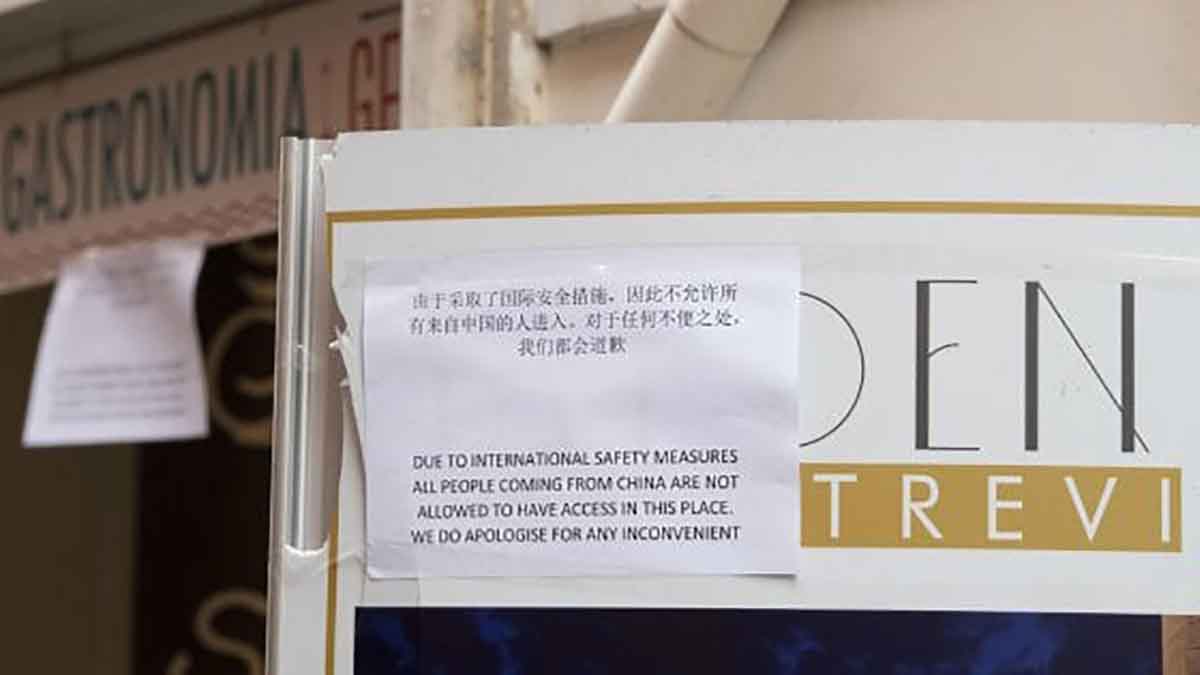 GASTRONOMIA
GE
由于采取了国际安全措施，因此不允许所
有来自中国的人进入。对于任何不便之处，
我们都会道歉
DUE TO INTERNATIONAL SAFETY MEASURES
ALL PEOPLE COMING FROM CHINA ARE NOT
ALLOWED TO HAVE ACCESS IN THIS PLACE.
WE DO APOLOGISE FOR ANY INCONVENIENT
DEN
TREVI